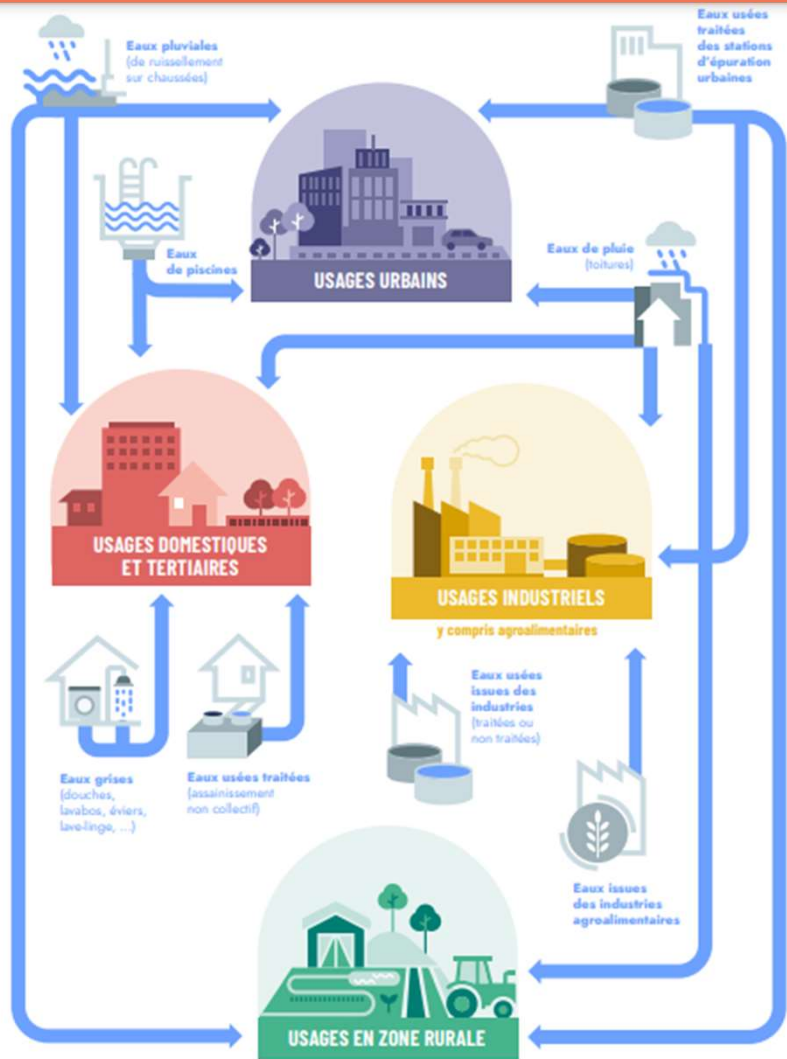 Eaux usées
traitées
des stations
d'épuration
urbaines
Eaux pluviales
(de ruissellement
sur chaussées)
Eaux
de piscines
Eaux de pluie
(toitures)
USAGES URBAINS
USAGES DOMESTIQUES
ET TERTIAIRES
USAGES INDUSTRIELS
y compris agroalimentaires
Eaux usées
issues des
industries
(traitées ou
non traitées)
Eaux grises
(douches,
lavabos, éviers,
lave-linge, ...)
Eaux usées traitées
(assainissement
non collectif)
Eaux issues
des industries
agroalimentaires
USAGES EN ZONE RURALE